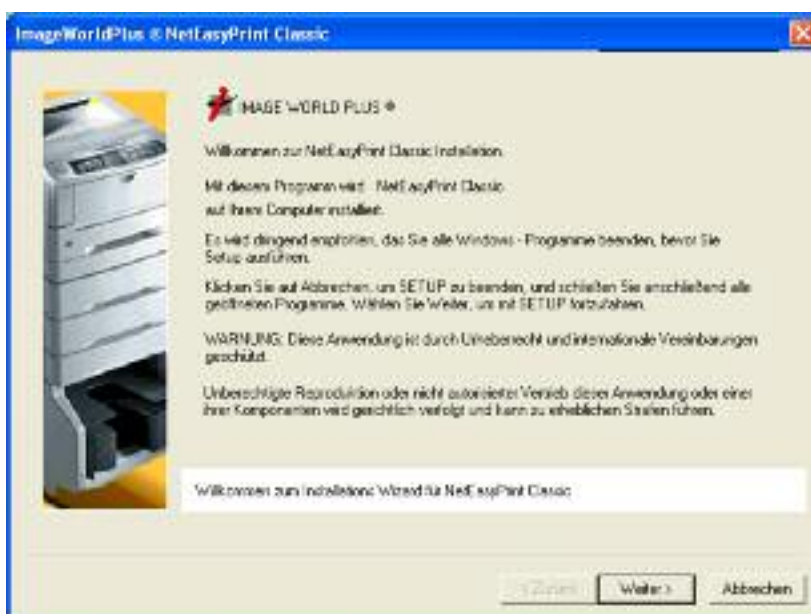 ImageWorldPlus ® NetEasyPrint Classic
IMAGE WORLD PLUS ®
Willkommen zur NetEasyPrint Classic Installation.
Mit diesem Programm wird NetEasyPrint Classic
auf Ihrem Computer installiert.
Es wird dringend empfohlen, das Sie alle Windows - Programme beenden, bevor Sie
Setup ausführen.
Klicken Sie auf Abbrechen, um SETUP zu beenden, und schließen Sie anschließend alle
geöffneten Programme. Wählen Sie Weiter, um mit SETUP fortzufahren.
WARNUNG: Diese Anwendung ist durch Urheberrecht und internationale Vereinbarungen
geschützt.
Unberechtigte Reproduktion oder nicht autorisierter Vertrieb dieser Anwendung oder einer
ihrer Komponenten wird gerichtlich verfolgt und kann zu erheblichen Strafen führen.
Willkommen zum Installations Wizard für NetEasyPrint Classic
< Zurück Weiter > Abbrechen